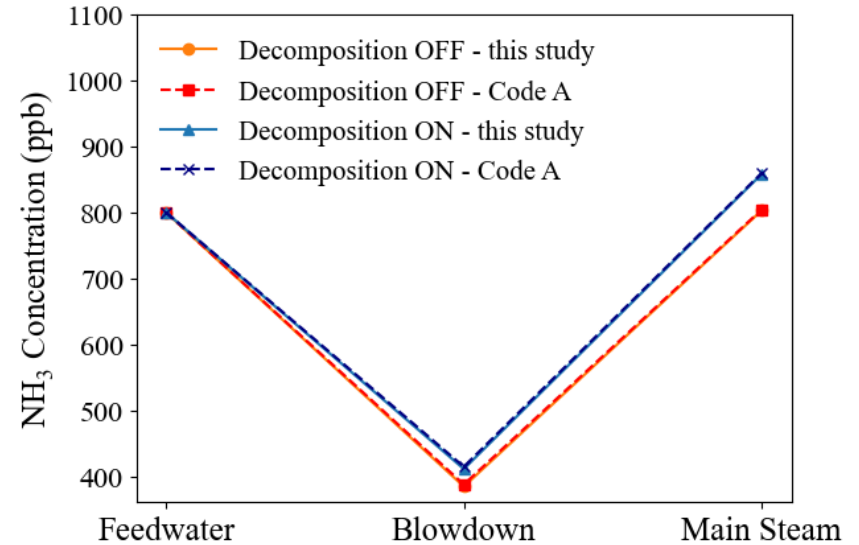 1100
1000
900
800
700
600
500
400
NH₃ Concentration (ppb)
Decomposition OFF - this study
Decomposition OFF - Code A
Decomposition ON - this study
Decomposition ON - Code A
Feedwater Blowdown Main Steam